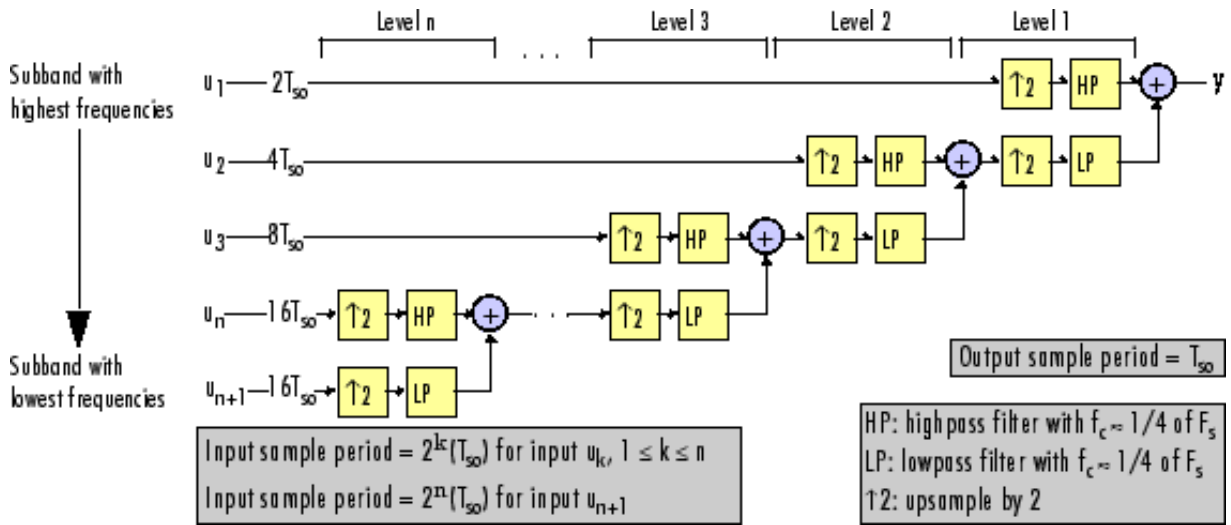 Level n . . . Level 3 Level 2 Level 1
Subband with
highest frequencies
u₁ 2Tₛₒ ↑2 HP + y
u₂ 4Tₛₒ ↑2 HP + ↑2 LP
u₃ 8Tₛₒ ↑2 HP + ↑2 LP
uₙ 16Tₛₒ ↑2 HP + . . . ↑2 LP
Subband with
lowest frequencies
uₙ₊₁ 16Tₛₒ ↑2 LP
Output sample period = Tₛₒ
Input sample period = 2ᵏ(Tₛₒ) for input uₖ, 1 ≤ k ≤ n
Input sample period = 2ⁿ(Tₛₒ) for input uₙ₊₁
HP: highpass filter with f_c ≈ 1/4 of Fₛ
LP: lowpass filter with f_c ≈ 1/4 of Fₛ
↑2: upsample by 2